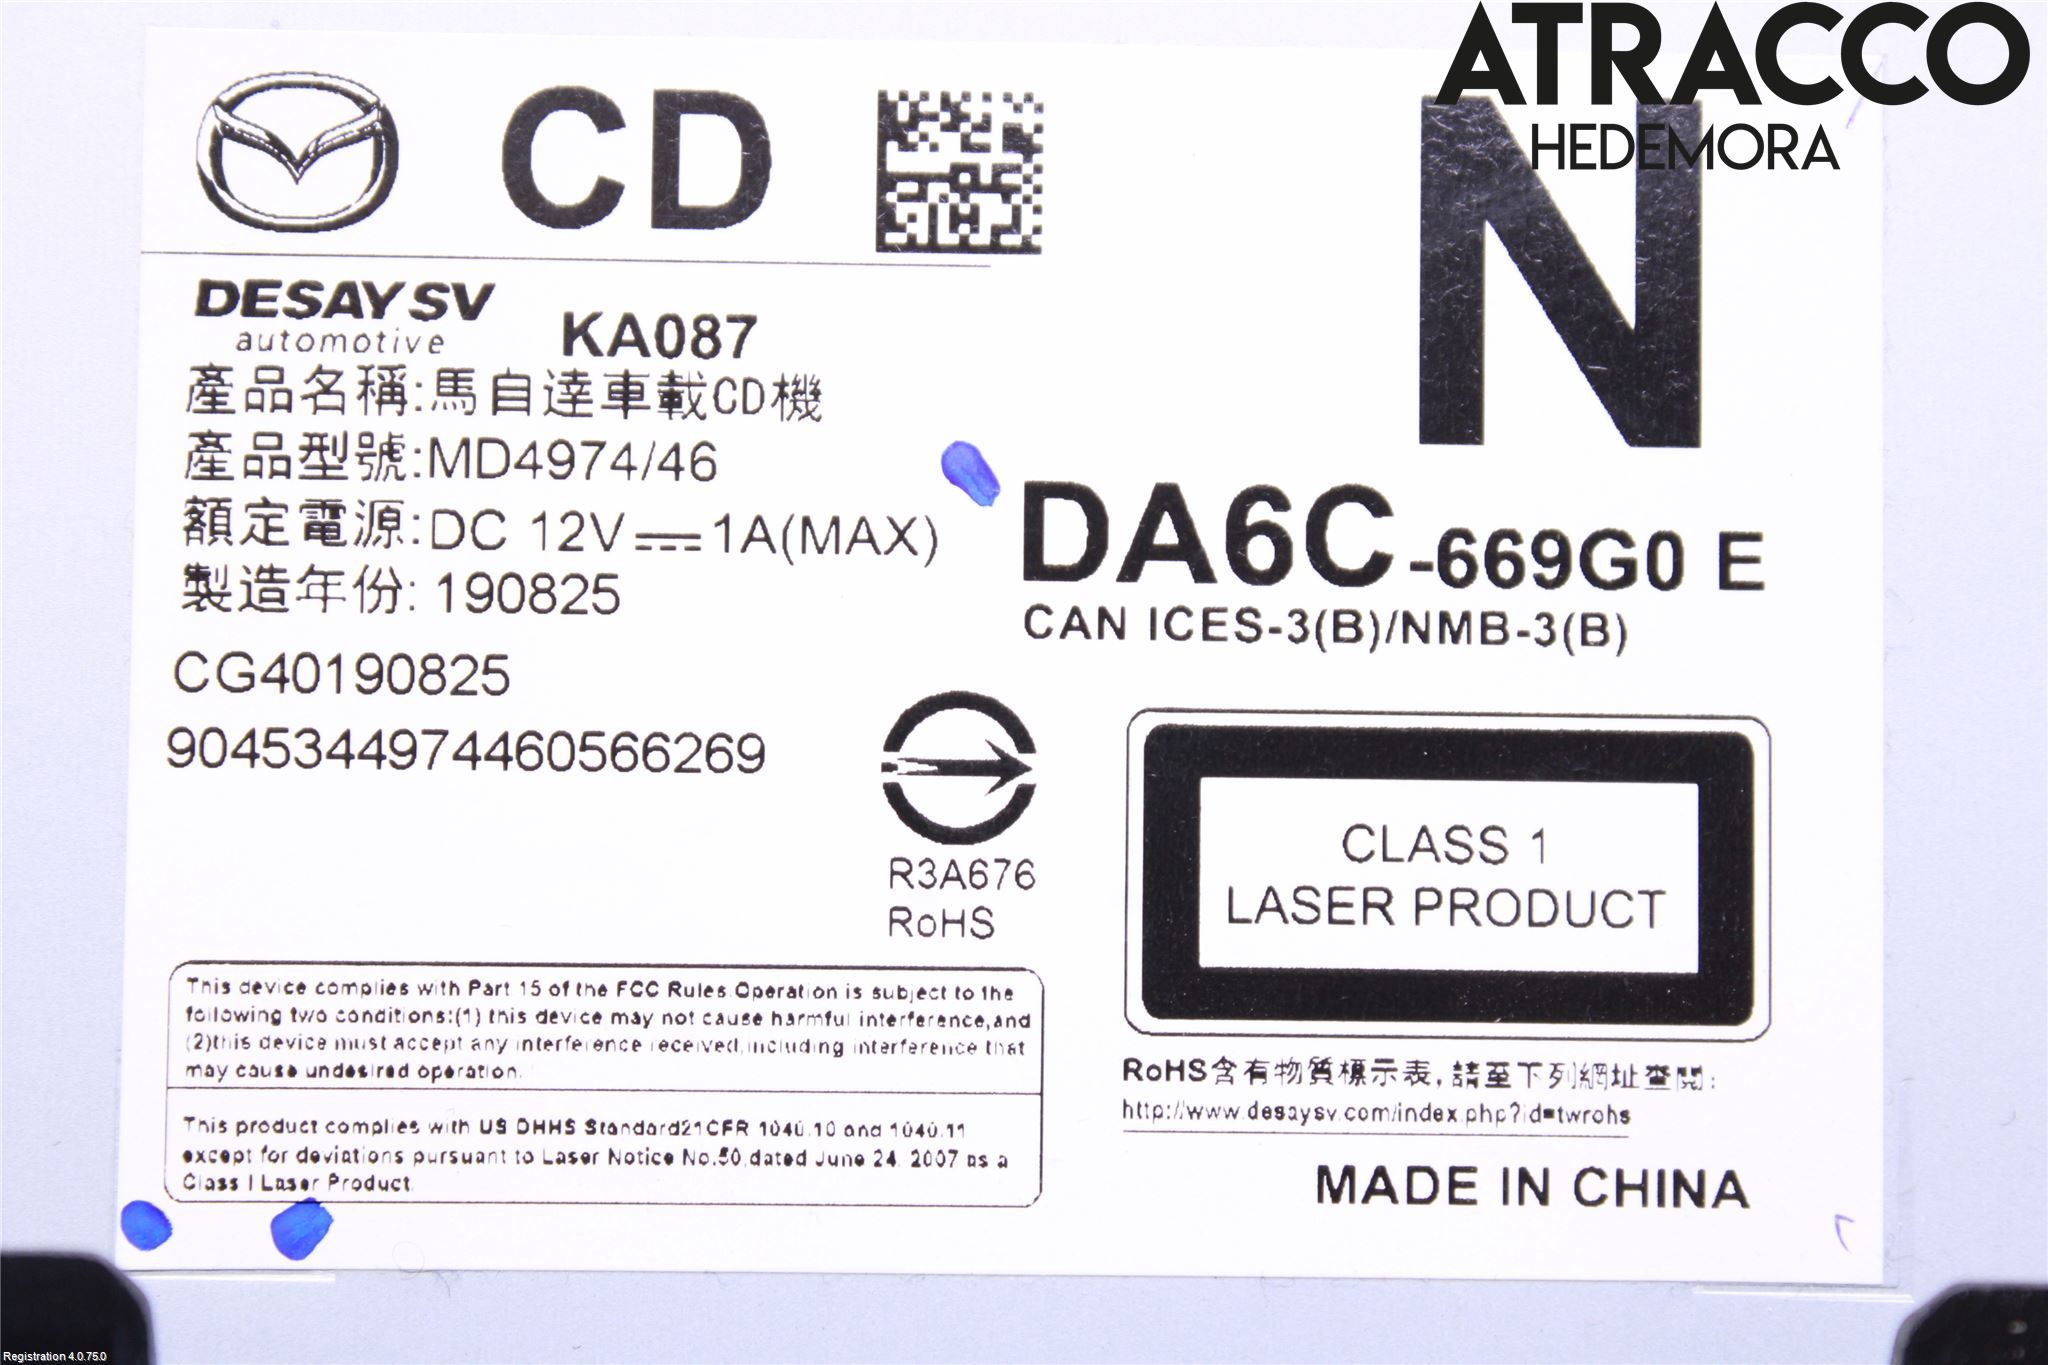 ATRACCO
HEDEMORA
CD
N
DESAY SV
automotive
KA087
產品名稱:馬自達車載CD機
產品型號:MD4974/46
額定電源:DC 12V⎓1A(MAX)
製造年份: 190825
CG40190825
9045344974460566269
DA6C-669G0 E
CAN ICES-3(B)/NMB-3(B)
R3A676
RoHS
CLASS 1
LASER PRODUCT
This device complies with Part 15 of the FCC Rules.Operation is subject to the
following two conditions:(1) this device may not cause harmful interference,and
(2)this device must accept any interference received,including interference that
may cause undesired operation.
This product complies with US DHHS Standard21CFR 1040.10 and 1040.11
except for deviations pursuant to Laser Notice No.50,dated June 24, 2007 as a
Class I Laser Product.
RoHS含有物質標示表,請至下列網址查閱:
http://www.desaysv.com/index.php?id=twrohs
MADE IN CHINA
Registration 4.0.75.0